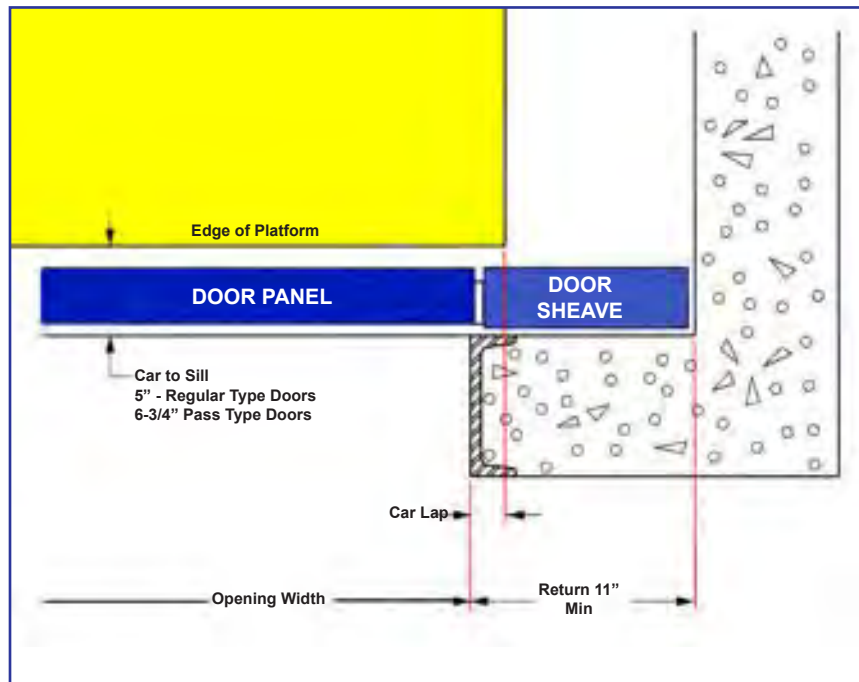 Edge of Platform
DOOR PANEL
DOOR
SHEAVE
Car to Sill
5” - Regular Type Doors
6-3/4” Pass Type Doors
Car Lap
Opening Width
Return 11”
Min